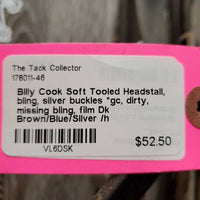 The Tack Collector
178011-46
Billy Cook Soft Tooled Headstall,
bling, silver buckles *gc, dirty,
missing bling, film Dk
Brown/Blue/Silver /h
VL6DSK
$52.50